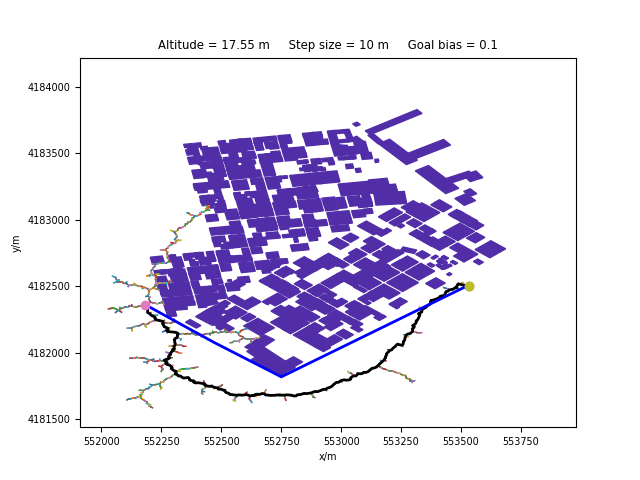 Altitude = 17.55 m     Step size = 10 m     Goal bias = 0.1
4184000
4183500
4183000
4182500
4182000
4181500
y/m
552000 552250 552500 552750 553000 553250 553500 553750
x/m